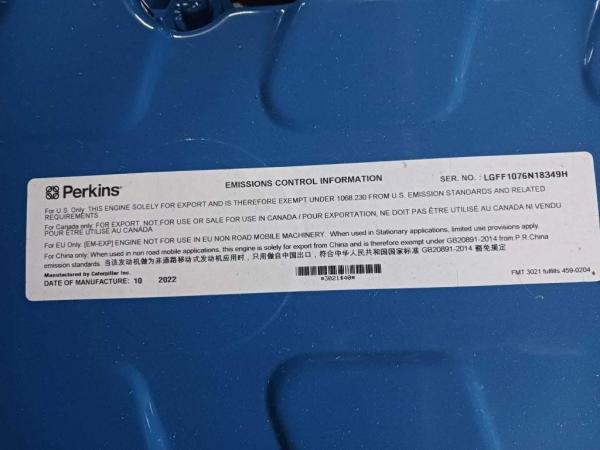 Perkins
EMISSIONS CONTROL INFORMATION
SER. NO. : LGFF1076N18349H
For U.S. Only: THIS ENGINE SOLELY FOR EXPORT AND IS THEREFORE EXEMPT UNDER 1068.230 FROM U.S. EMISSION STANDARDS AND RELATED
REQUIREMENTS.
For Canada only: FOR EXPORT, NOT FOR USE OR SALE FOR USE IN CANADA / POUR EXPORTATION, NE DOIT PAS ÊTRE UTILISÉ AU CANADA NI VENDU
POUR ÊTRE UTILISÉ AU CANADA
For EU Only: [EM-EXP] ENGINE NOT FOR USE IN EU NON ROAD MOBILE MACHINERY. When used in Stationary applications, limited use provisions apply
For China only: When used in non road mobile applications, this engine is solely for export from China and is therefore exempt under GB20891-2014 from P.R.China
emission standards. 当该发动机做为非道路移动式发动机应用时，只用做自中国出口，符合中华人民共和国国家标准 GB20891-2014 豁免规定
Manufactured by Caterpillar Inc.
DATE OF MANUFACTURE: 10 2022
*3021440*
FMT 3021 fulfills 459-0204